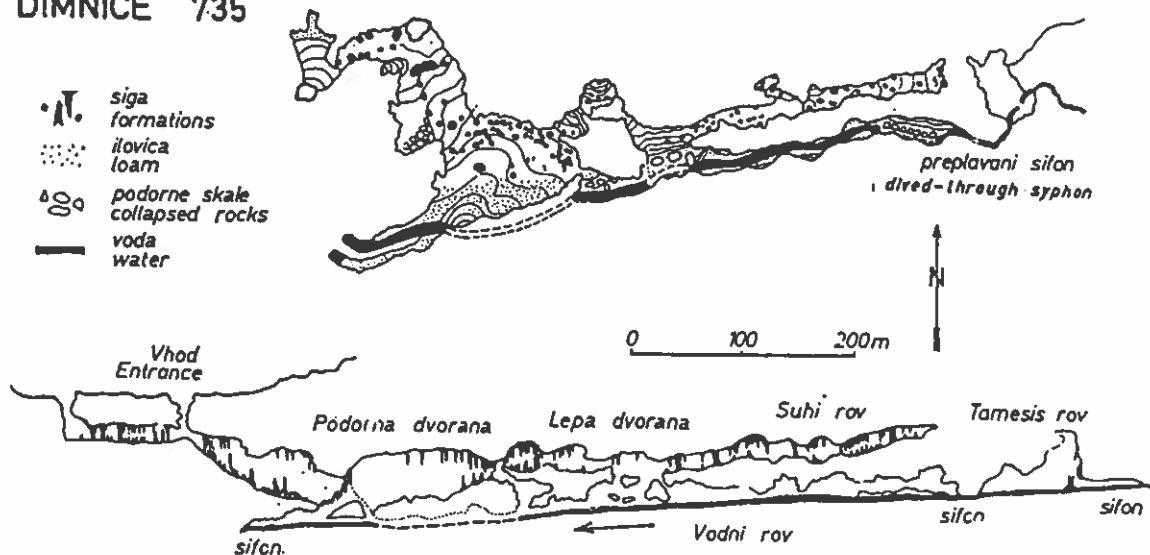 DIMNICE 735
siga
formations
ilovica
loam
podorne skale
collapsed rocks
voda
water
preplavani sifon
dived-through syphon
N
0 100 200m
Vhod
Entrance
Podorna dvorana
Lepa dvorana
Suhi rov
Tamesis rov
sifon.
Vodni rov
sifon
sifon